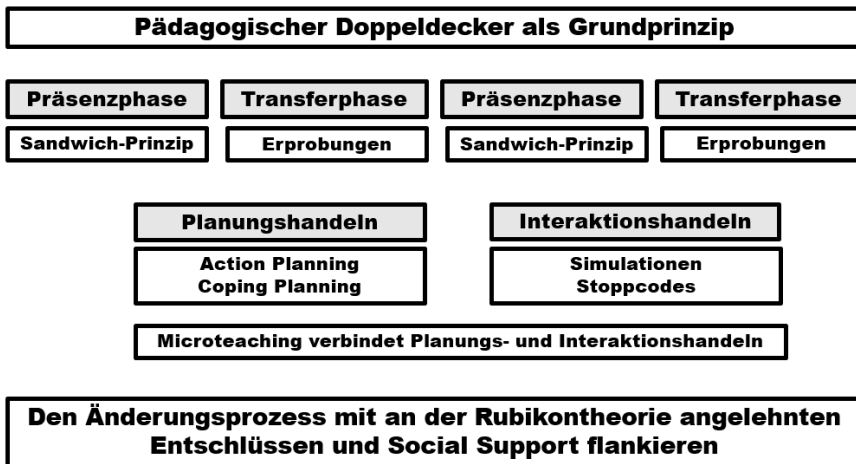 Pädagogischer Doppeldecker als Grundprinzip
Präsenzphase
Transferphase
Präsenzphase
Transferphase
Sandwich-Prinzip
Erprobungen
Sandwich-Prinzip
Erprobungen
Planungshandeln
Interaktionshandeln
Action Planning
Coping Planning
Simulationen
Stoppcodes
Microteaching verbindet Planungs- und Interaktionshandeln
Den Änderungsprozess mit an der Rubikontheorie angelehnten
Entschlüssen und Social Support flankieren